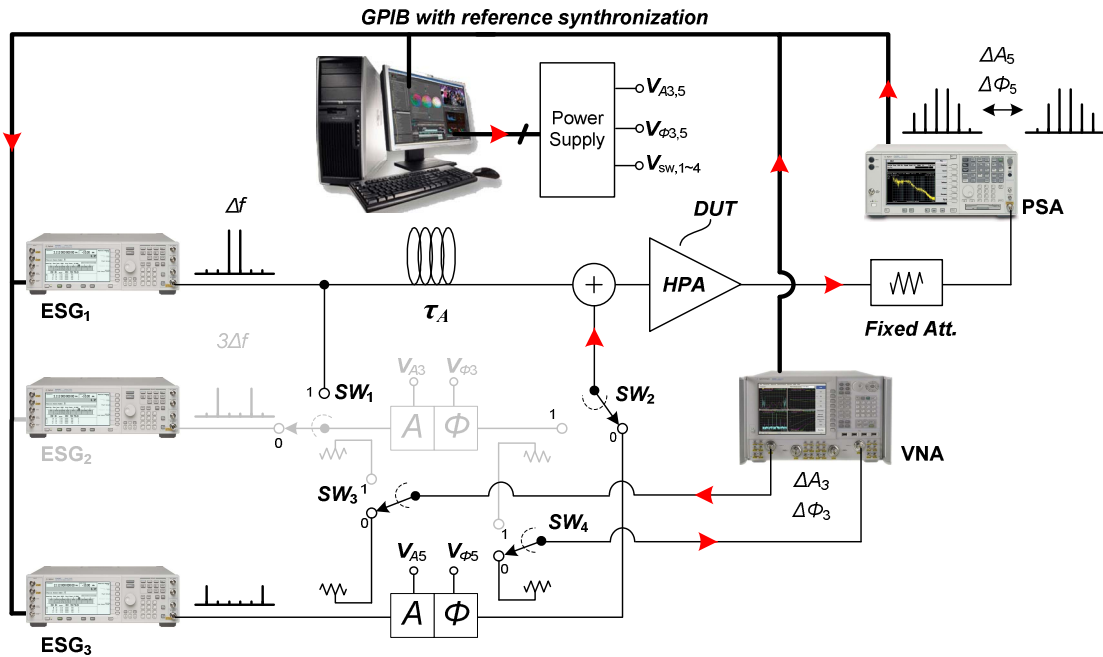 GPIB with reference synthronization
Power
Supply
VA3,5
VΦ3,5
Vsw,1~4
ΔA5
ΔΦ5
PSA
Δf
ESG1
τA
+
DUT
HPA
Fixed Att.
3Δf
ESG2
1
SW1
0
VA3
VΦ3
A
Φ
1
SW2
0
VNA
ΔA3
ΔΦ3
SW3
1
0
SW4
1
0
VA5
VΦ5
A
Φ
ESG3